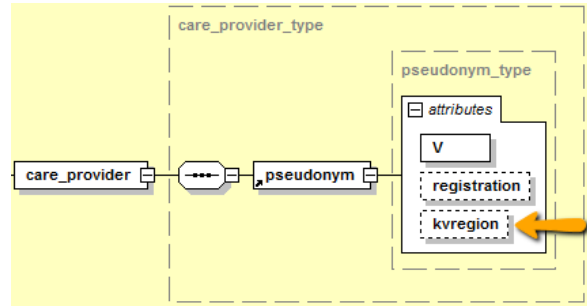 care_provider_type
pseudonym_type
attributes
V
care_provider
pseudonym
registration
kvregion